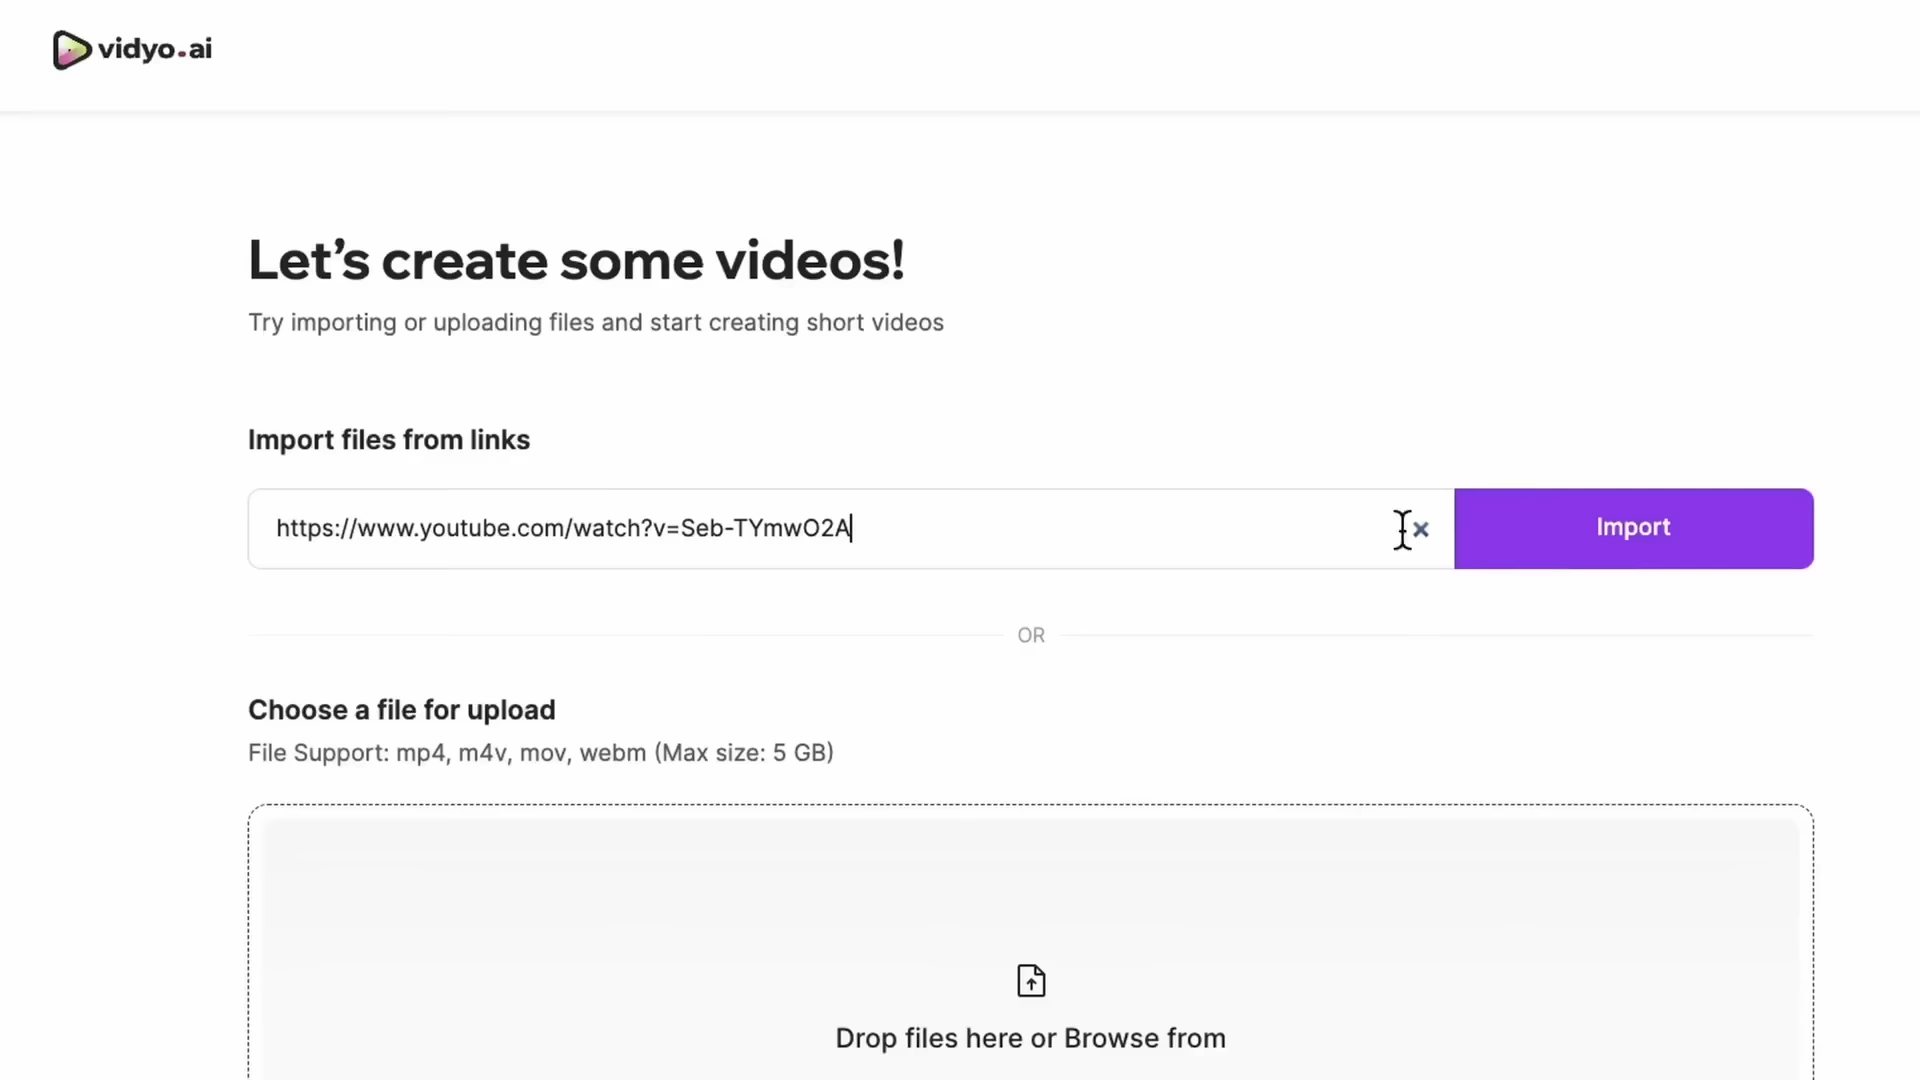 vidyo.ai
Let’s create some videos!
Try importing or uploading files and start creating short videos
Import files from links
https://www.youtube.com/watch?v=Seb-TYmwO2A
Import
OR
Choose a file for upload
File Support: mp4, m4v, mov, webm (Max size: 5 GB)
Drop files here or Browse from